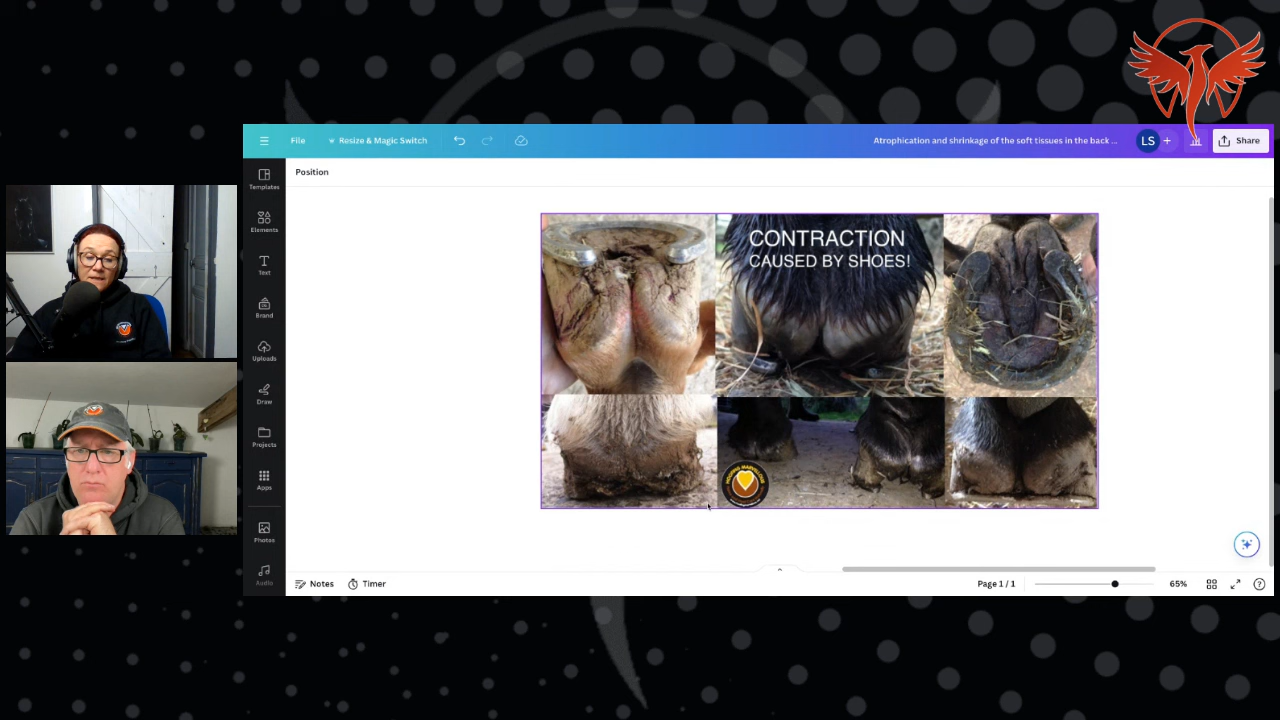 File
Resize & Magic Switch
Atrophication and shrinkage of the soft tissues in the back ...
LS
+
Share
Position
Templates
Elements
Text
Brand
Uploads
Draw
Projects
Apps
Photos
Audio
CONTRACTION
CAUSED BY SHOES!
Notes
Timer
Page 1 / 1
65%